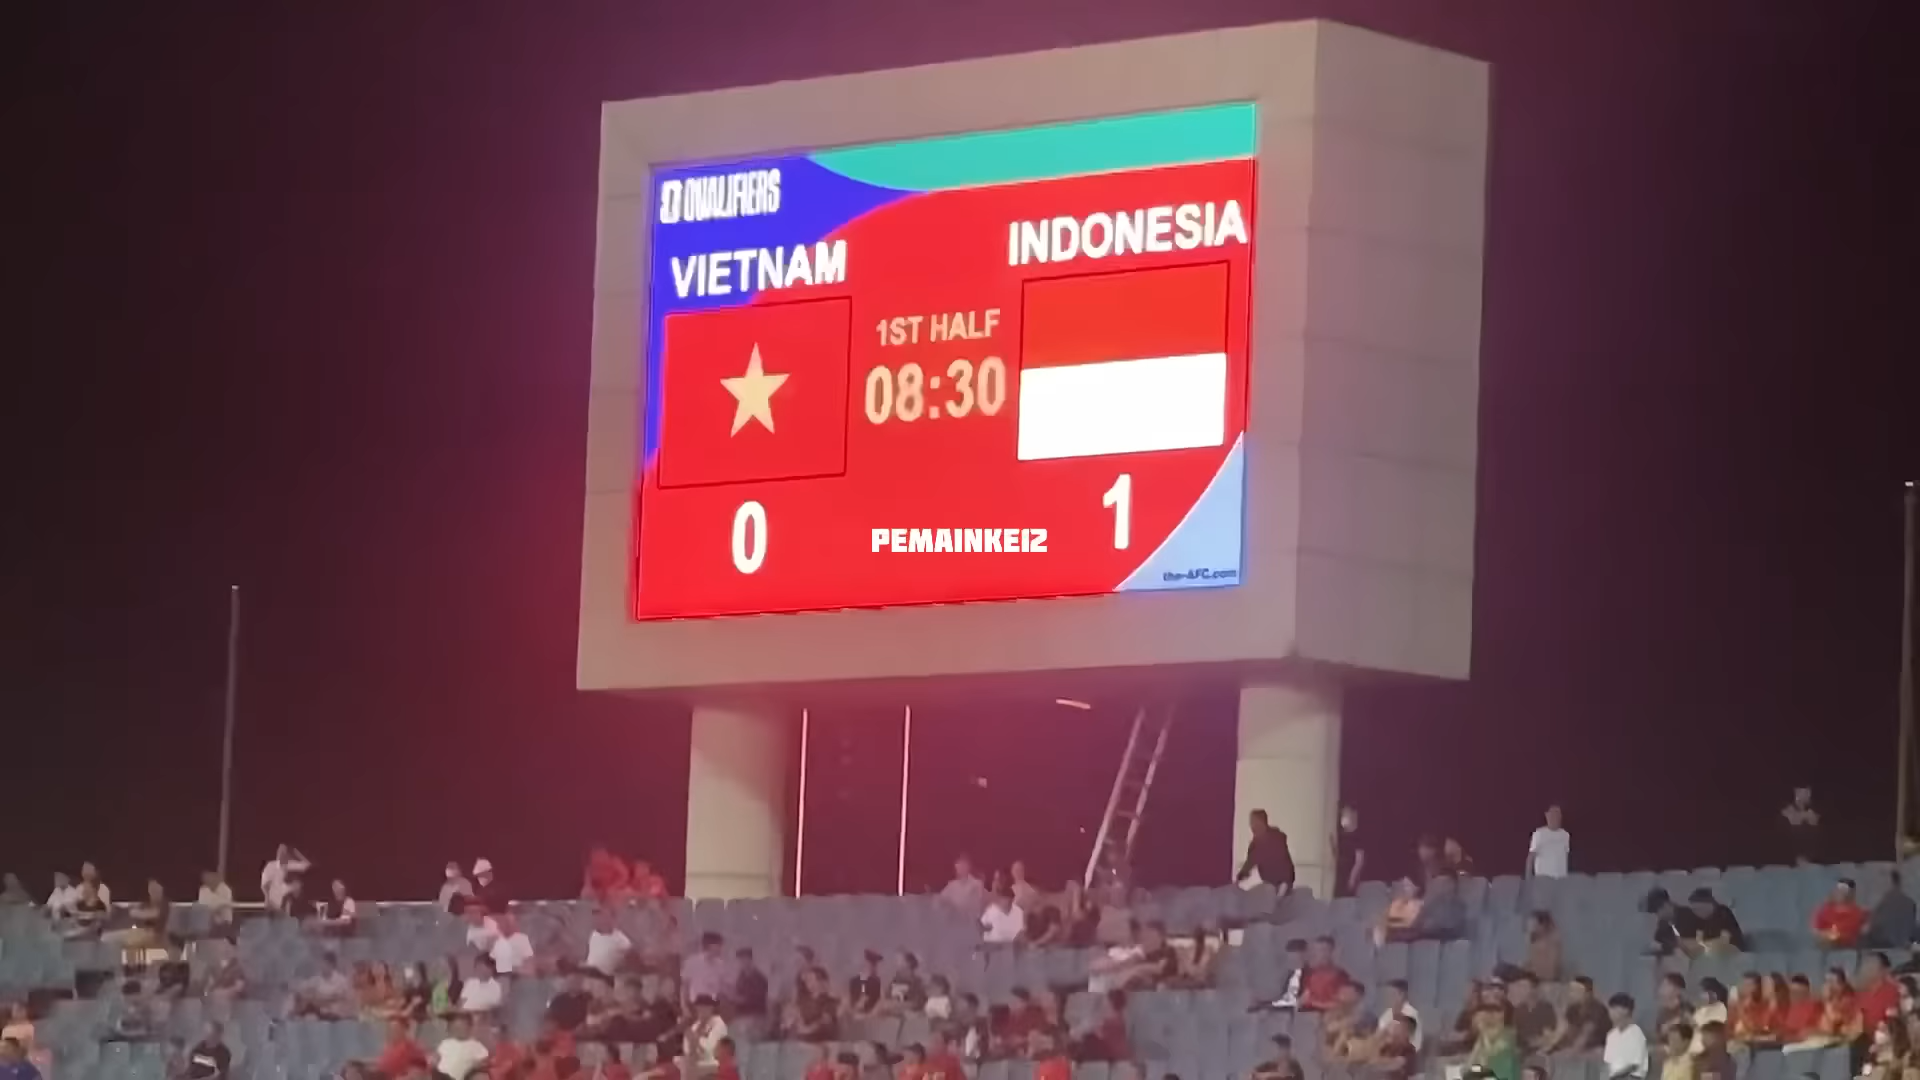 QUALIFIERS
VIETNAM
INDONESIA
1ST HALF
08:30
0
1
PEMAINKE12
the-AFC.com